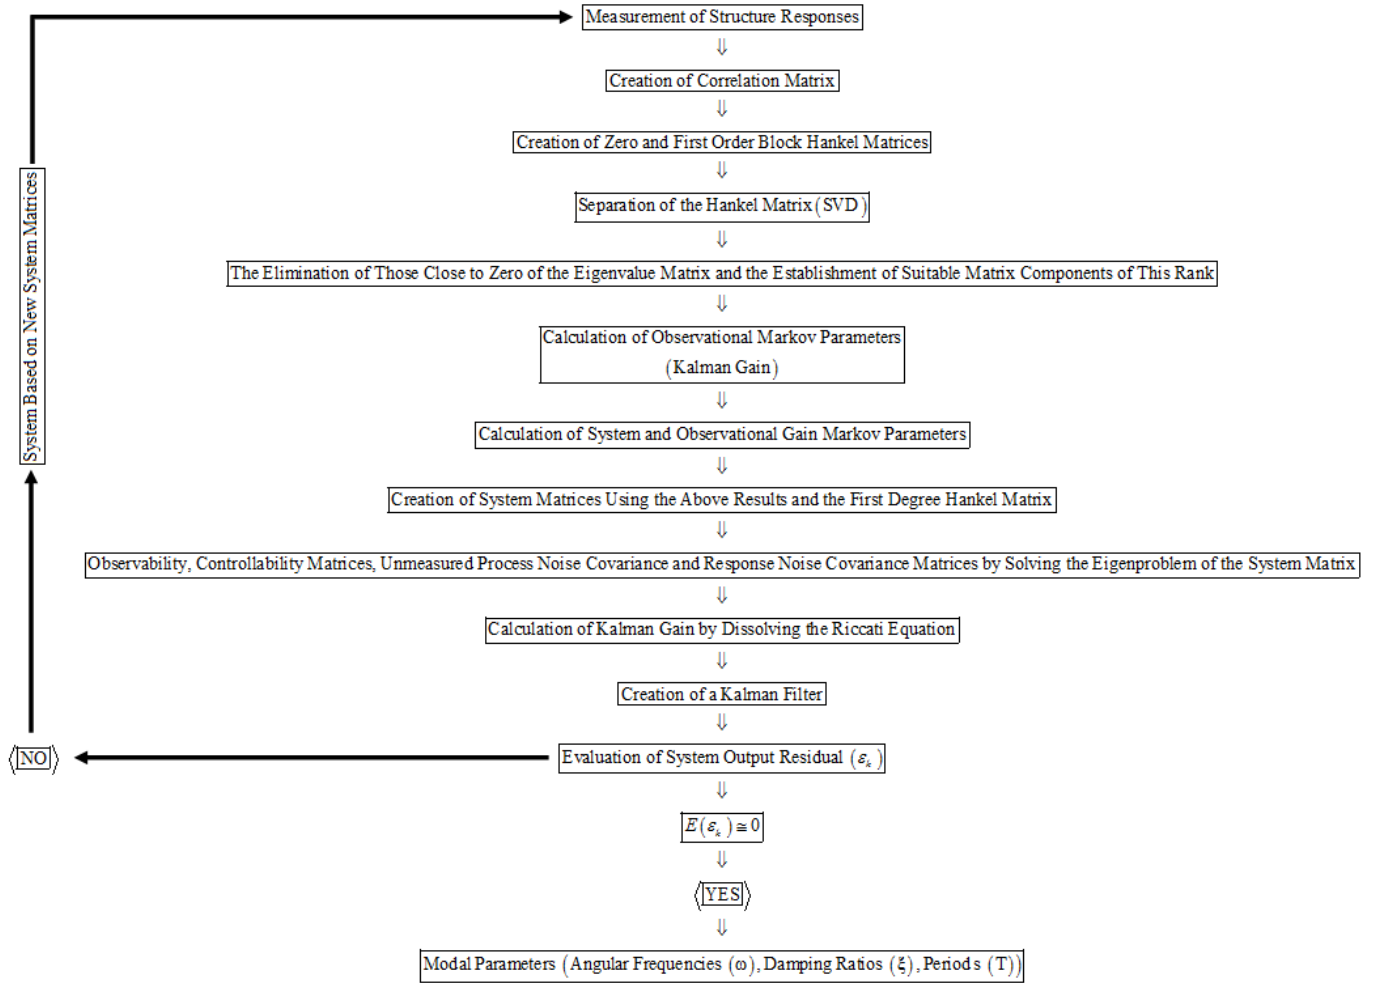 Measurement of Structure Responses
⇓
Creation of Correlation Matrix
⇓
Creation of Zero and First Order Block Hankel Matrices
⇓
Separation of the Hankel Matrix (SVD)
⇓
The Elimination of Those Close to Zero of the Eigenvalue Matrix and the Establishment of Suitable Matrix Components of This Rank
⇓
Calculation of Observational Markov Parameters
(Kalman Gain)
⇓
Calculation of System and Observational Gain Markov Parameters
⇓
Creation of System Matrices Using the Above Results and the First Degree Hankel Matrix
⇓
Observability, Controllability Matrices, Unmeasured Process Noise Covariance and Response Noise Covariance Matrices by Solving the Eigenproblem of the System Matrix
⇓
Calculation of Kalman Gain by Dissolving the Riccati Equation
⇓
Creation of a Kalman Filter
⇓
Evaluation of System Output Residual (εₖ)
⟨NO⟩
System Based on New System Matrices
⇓
E(εₖ) ≅ 0
⇓
⟨YES⟩
⇓
Modal Parameters (Angular Frequencies (ω), Damping Ratios (ξ), Periods (T))